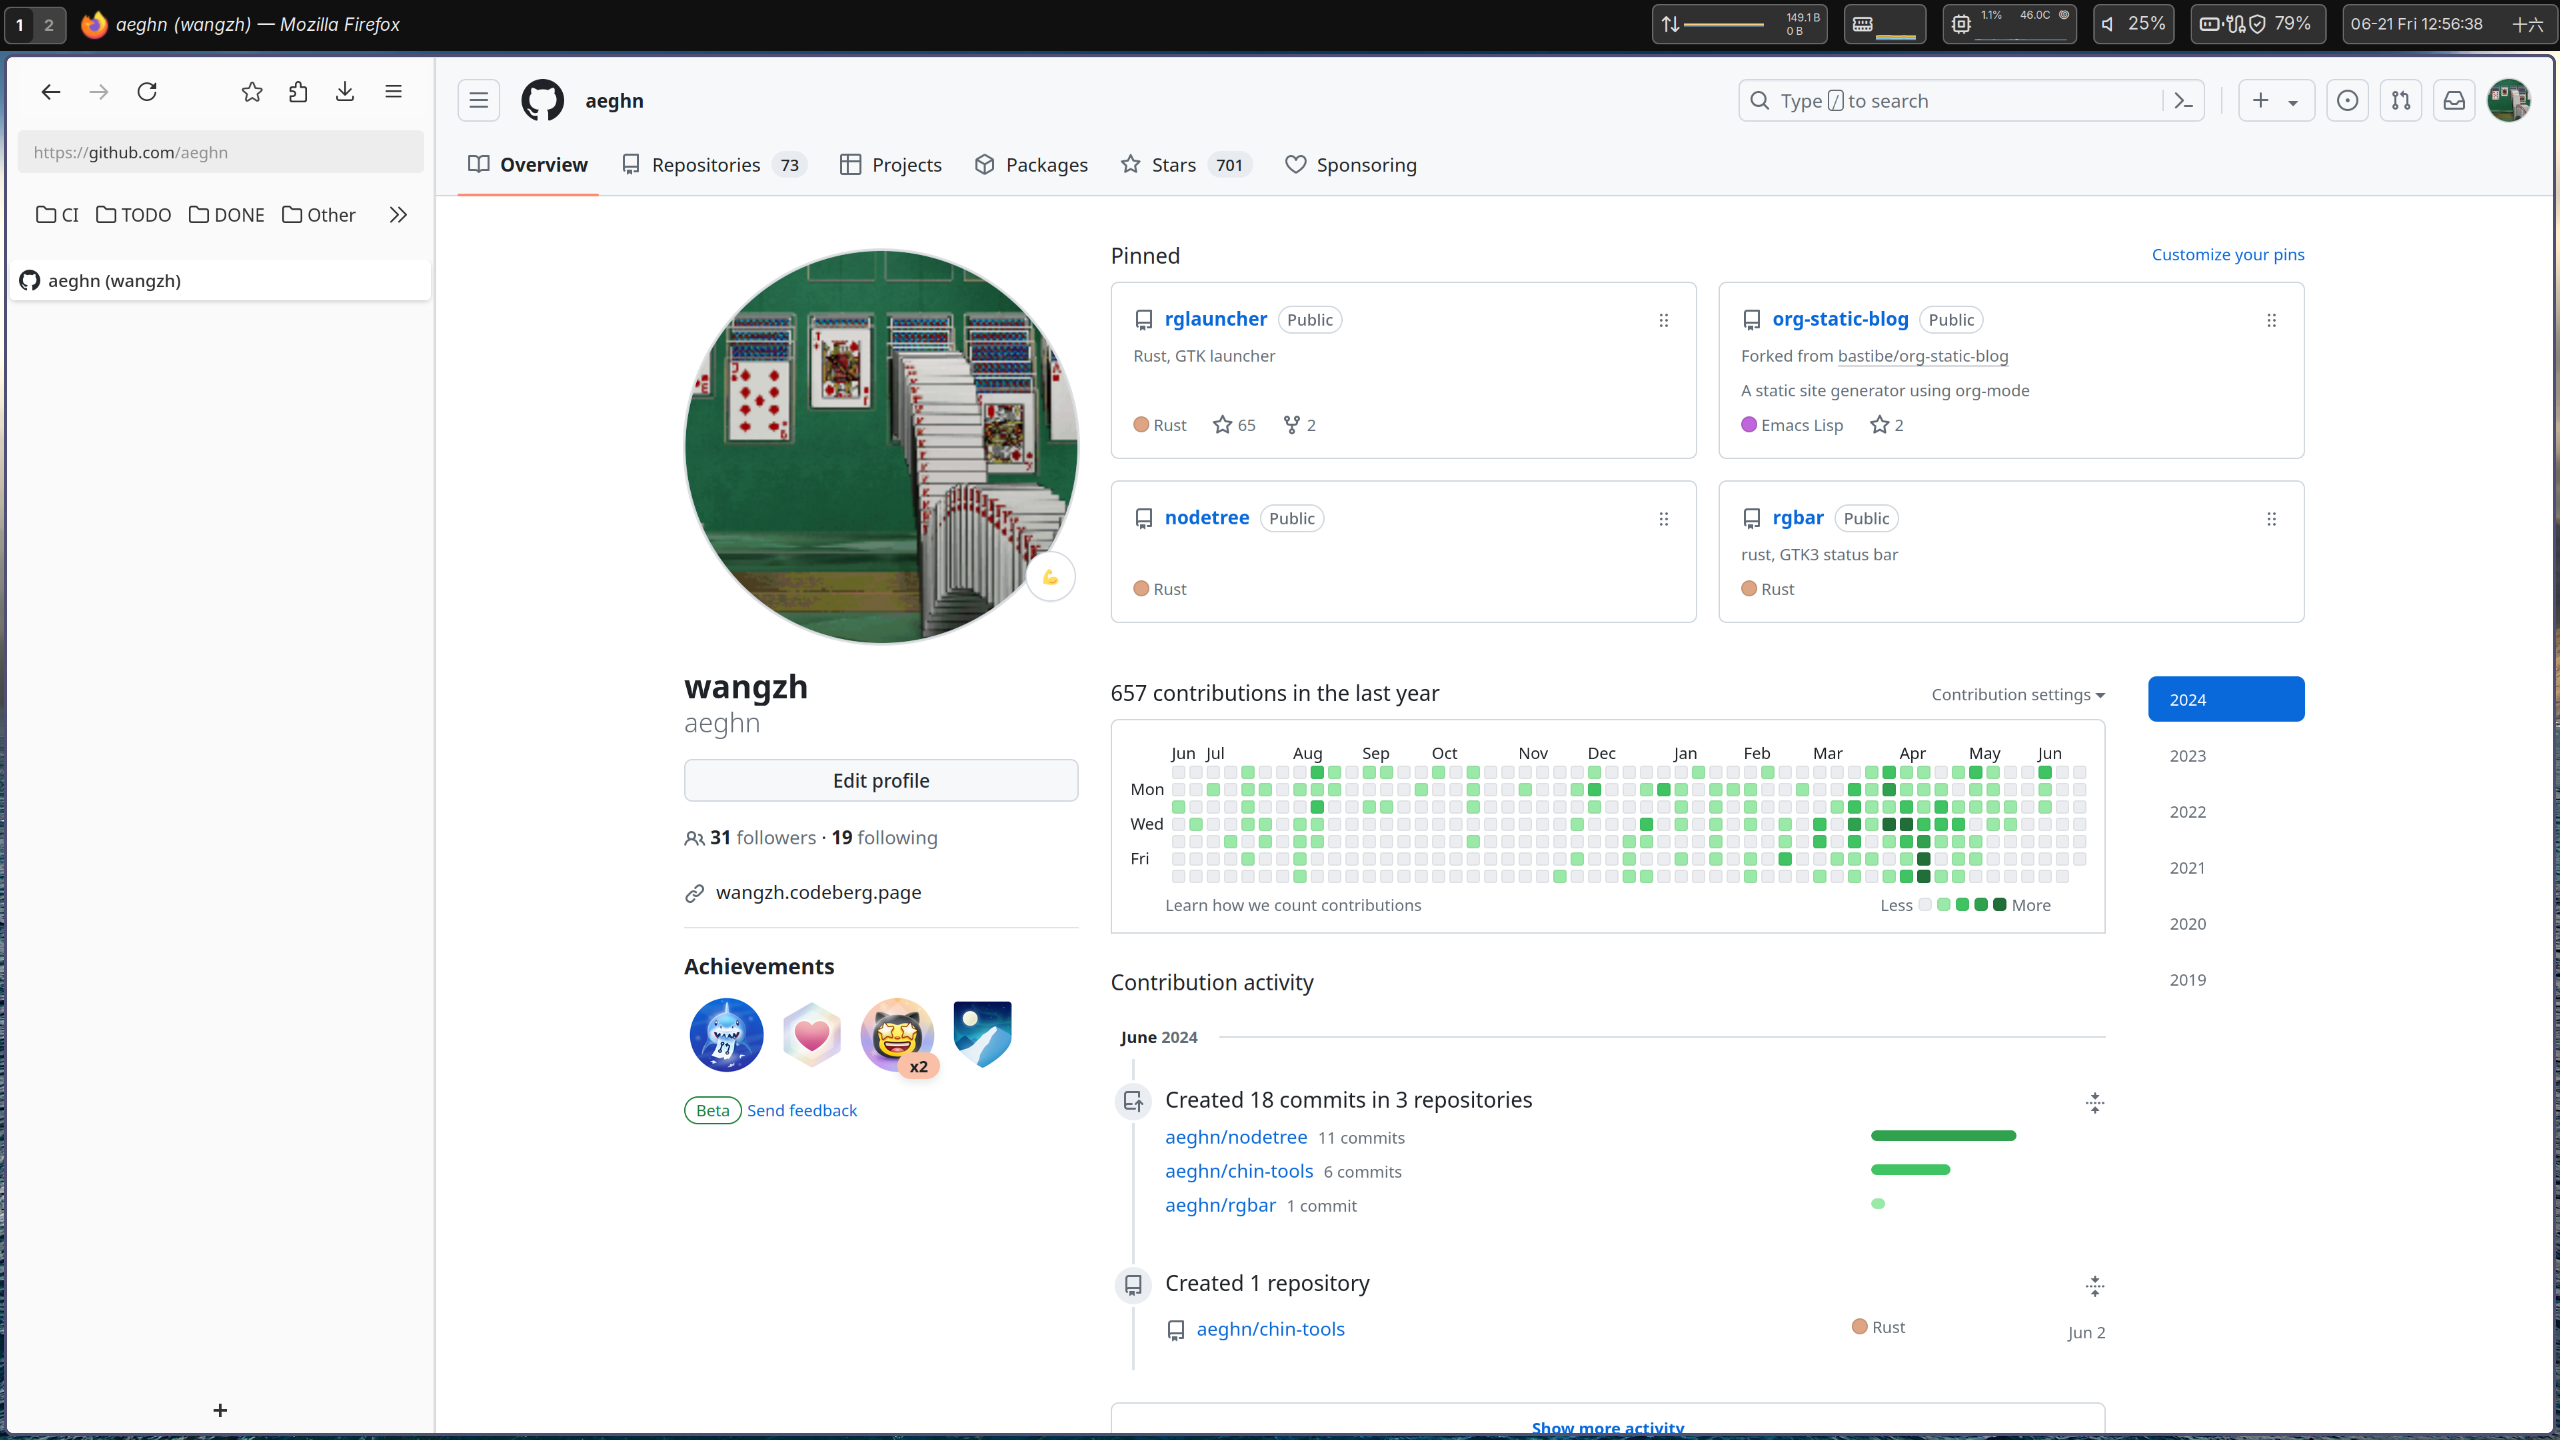 1 2 aeghn (wangzh) — Mozilla Firefox
149.1 B
0 B
1.1% 46.0C
25%
79%
06-21 Fri 12:56:38 十六
https://github.com/aeghn
CI TODO DONE Other
aeghn (wangzh)
aeghn
Type / to search
Overview Repositories 73 Projects Packages Stars 701 Sponsoring
wangzh
aeghn
Edit profile
31 followers · 19 following
wangzh.codeberg.page
Achievements
x2
Beta Send feedback
Pinned Customize your pins
rglauncher Public
Rust, GTK launcher
Rust 65 2
org-static-blog Public
Forked from bastibe/org-static-blog
A static site generator using org-mode
Emacs Lisp 2
nodetree Public
Rust
rgbar Public
rust, GTK3 status bar
Rust
657 contributions in the last year Contribution settings
Jun Jul Aug Sep Oct Nov Dec Jan Feb Mar Apr May Jun
Mon
Wed
Fri
Learn how we count contributions Less More
2024
2023
2022
2021
2020
2019
Contribution activity
June 2024
Created 18 commits in 3 repositories
aeghn/nodetree 11 commits
aeghn/chin-tools 6 commits
aeghn/rgbar 1 commit
Created 1 repository
aeghn/chin-tools Rust Jun 2
Show more activity